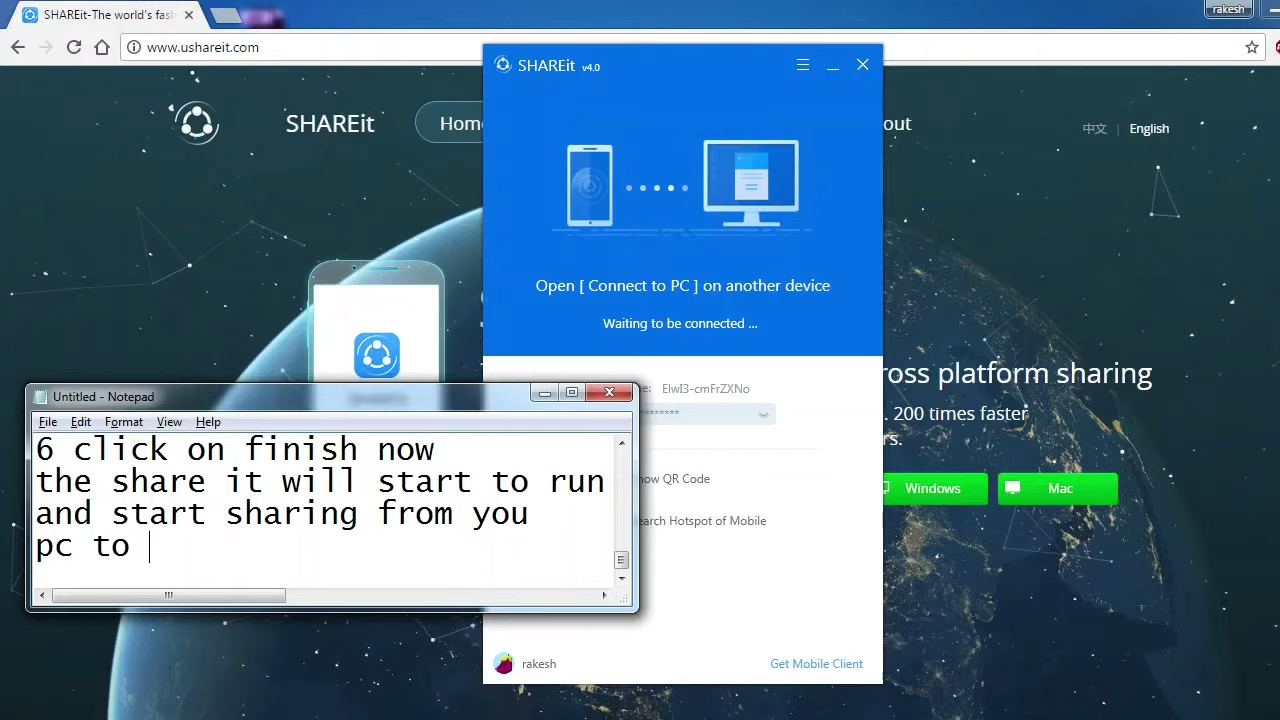 SHAREit-The world's fas
rakesh
www.ushareit.com
SHAREit v4.0
SHAREit
Hom
out
中文 | English
Open [ Connect to PC ] on another device
Waiting to be connected ...
ross platform sharing
. 200 times faster
rs.
e: ElwI3-cmFrZXNo
********
Untitled - Notepad
File Edit Format View Help
6 click on finish now
the share it will start to run
and start sharing from you
pc to
how QR Code
earch Hotspot of Mobile
Windows
Mac
rakesh
Get Mobile Client